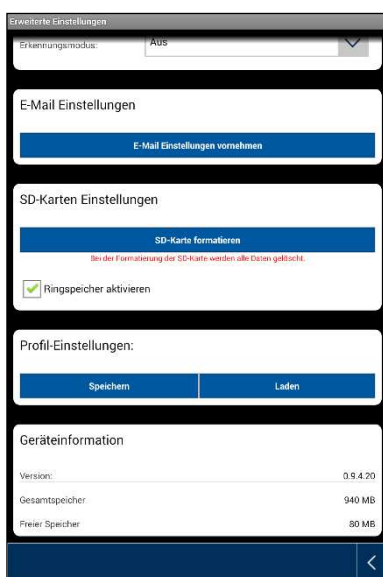 Erweiterte Einstellungen
Erkennungsmodus: Aus
E-Mail Einstellungen
E-Mail Einstellungen vornehmen
SD-Karten Einstellungen
SD-Karte formatieren
Bei der Formatierung der SD-Karte werden alle Daten gelöscht.
Ringspeicher aktivieren
Profil-Einstellungen:
Speichern Laden
Geräteinformation
Version: 0.9.4.20
Gesamtspeicher 940 MB
Freier Speicher 80 MB